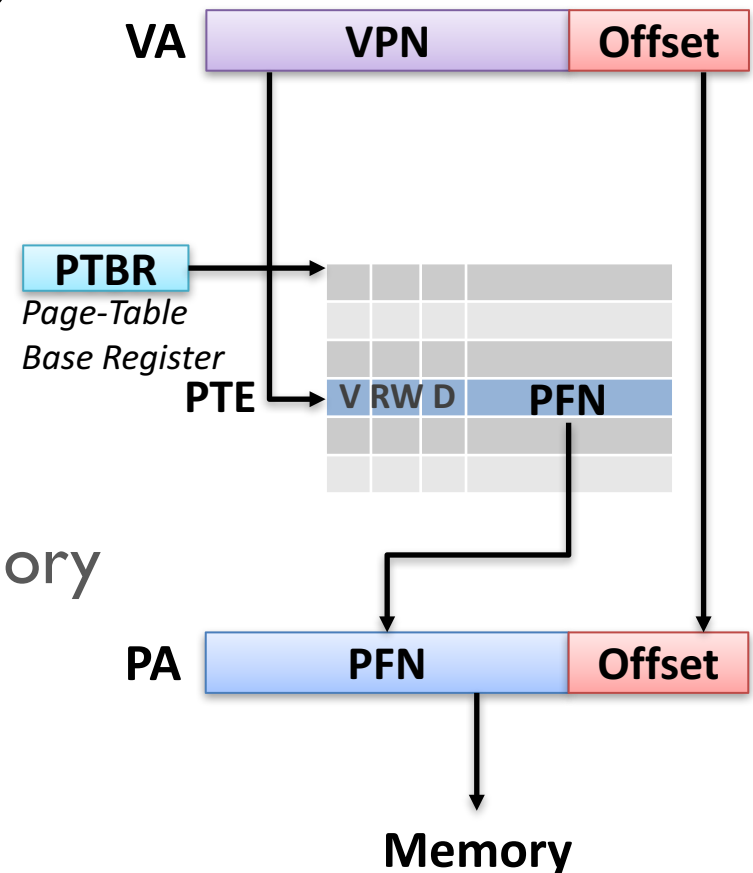 VA VPN Offset
PTBR
Page-Table
Base Register
PTE V RW D PFN
ory
PA PFN Offset
Memory